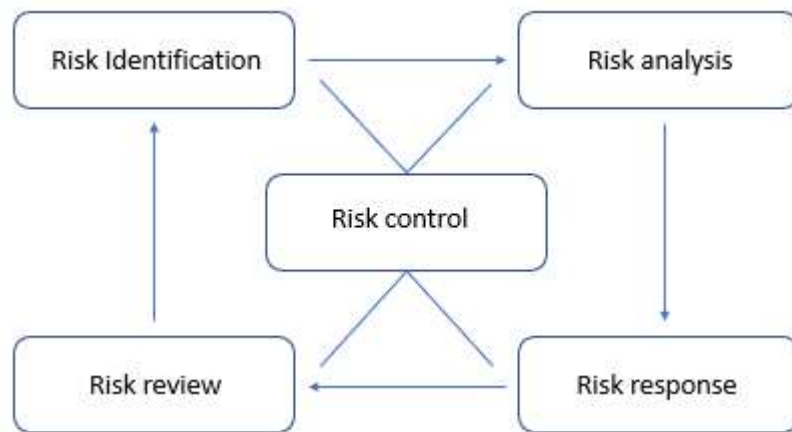 Risk Identification
Risk analysis
Risk control
Risk review
Risk response